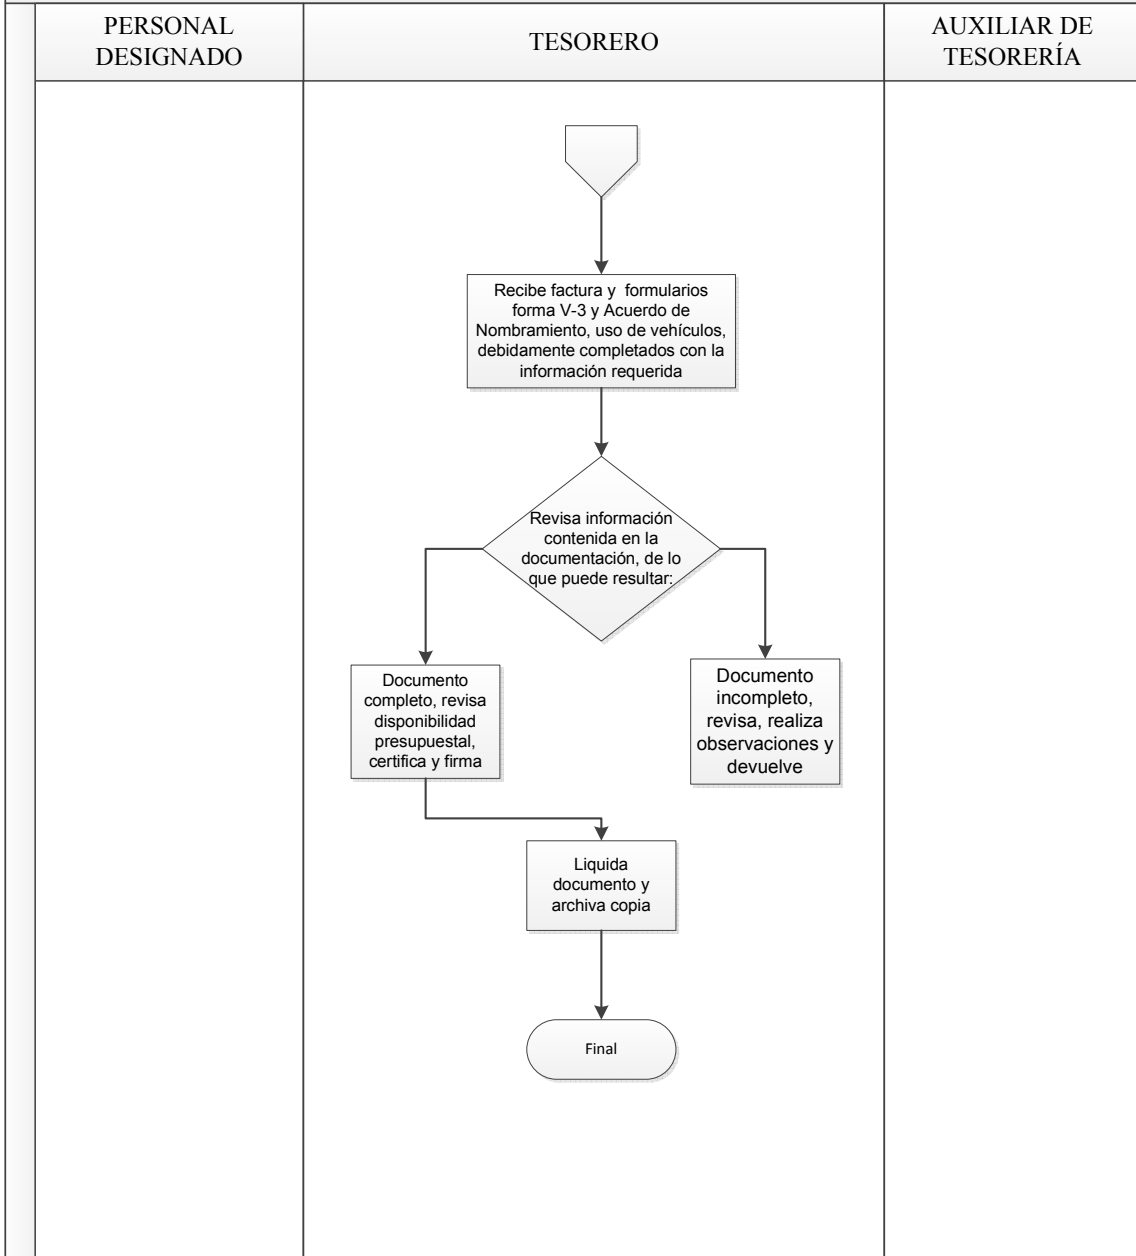 PERSONAL
DESIGNADO
TESORERO
AUXILIAR DE
TESORERÍA
Recibe factura y formularios
forma V-3 y Acuerdo de
Nombramiento, uso de vehículos,
debidamente completados con la
información requerida
Revisa información
contenida en la
documentación, de lo
que puede resultar:
Documento
completo, revisa
disponibilidad
presupuestal,
certifica y firma
Documento
incompleto,
revisa, realiza
observaciones y
devuelve
Liquida
documento y
archiva copia
Final